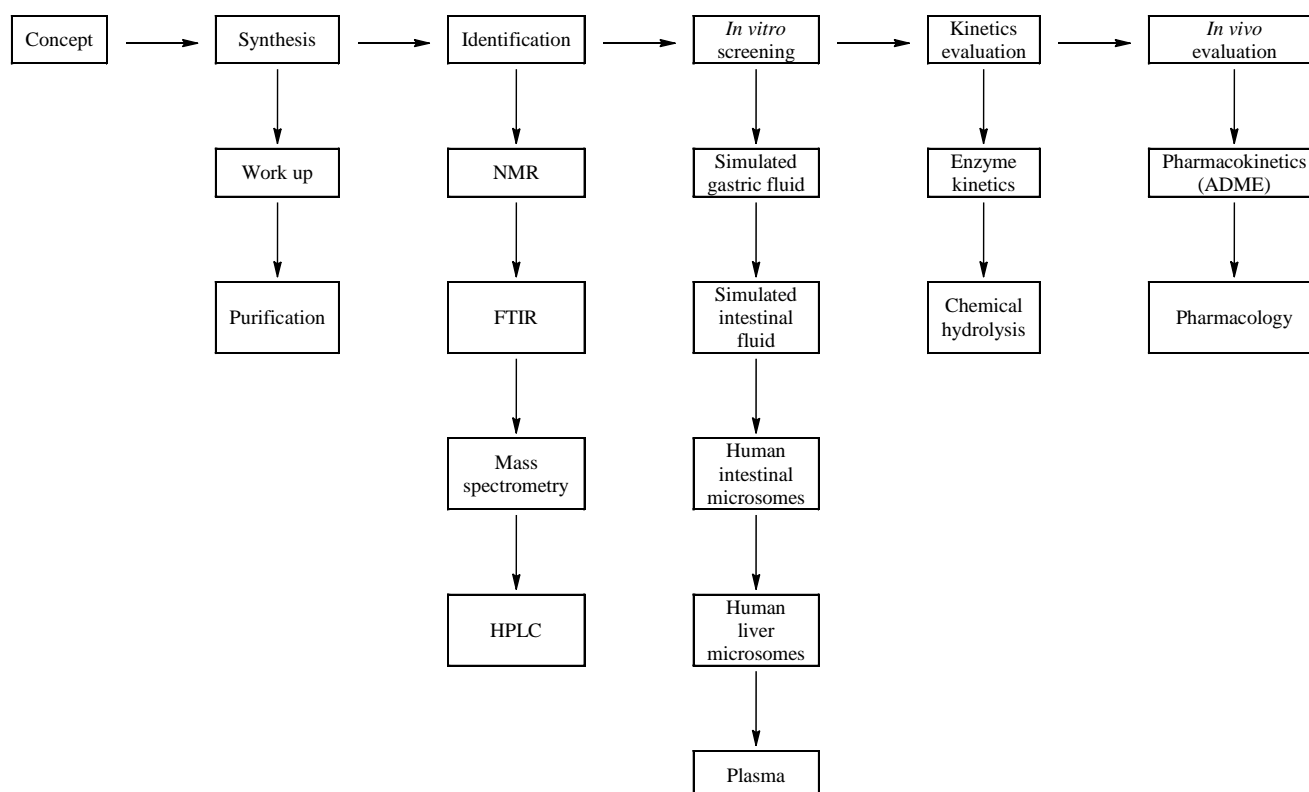 Concept
Synthesis
Identification
In vitro
screening
Kinetics
evaluation
In vivo
evaluation
Work up
NMR
Simulated
gastric fluid
Enzyme
kinetics
Pharmacokinetics
(ADME)
Purification
FTIR
Simulated
intestinal
fluid
Chemical
hydrolysis
Pharmacology
Mass
spectrometry
Human
intestinal
microsomes
HPLC
Human
liver
microsomes
Plasma